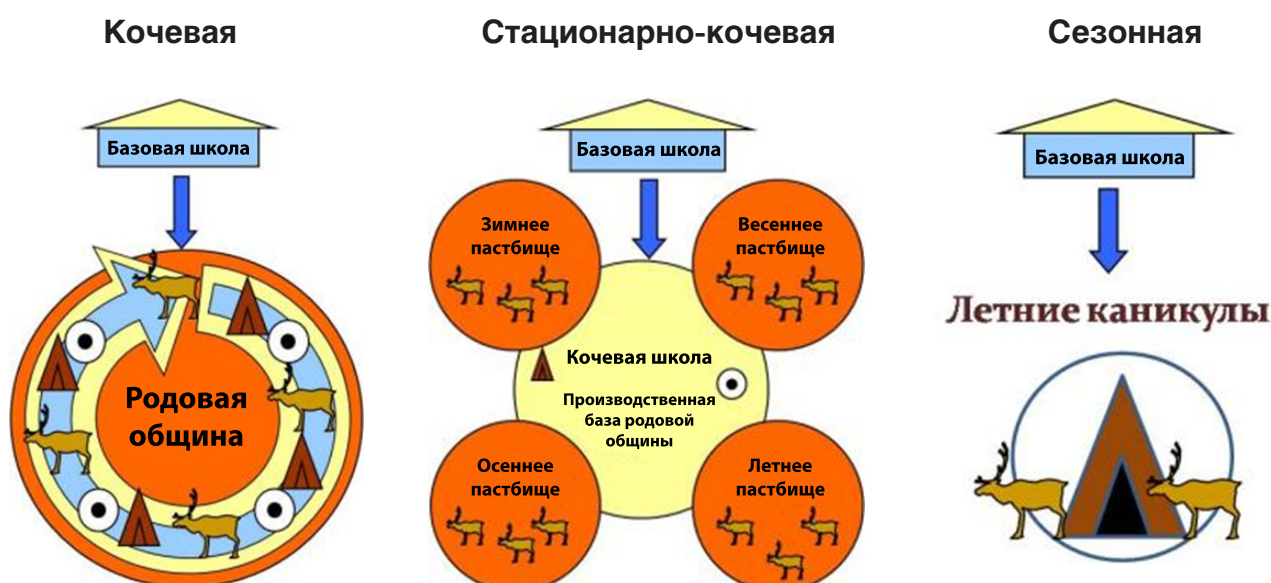 Кочевая
Базовая школа
Родовая
община
Стационарно-кочевая
Базовая школа
Зимнее
пастбище
Весеннее
пастбище
Кочевая школа
Производственная
база родовой
общины
Осеннее
пастбище
Летнее
пастбище
Сезонная
Базовая школа
Летние каникулы